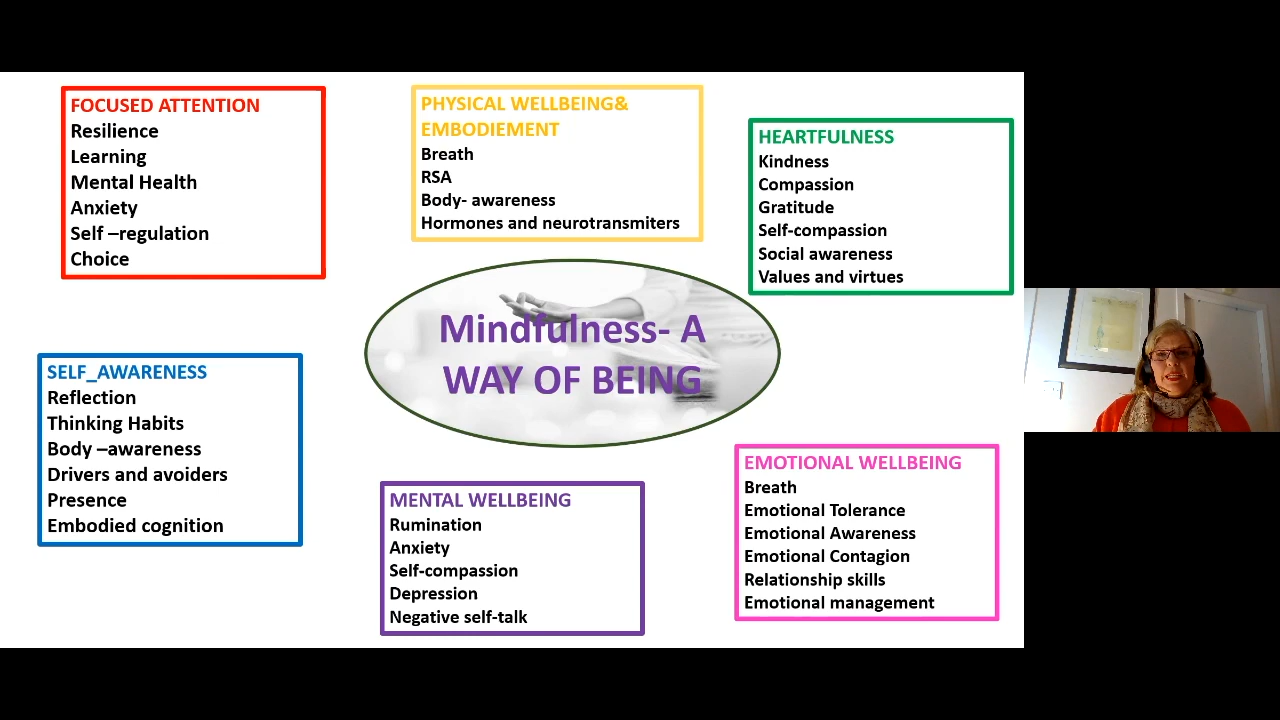 FOCUSED ATTENTION
Resilience
Learning
Mental Health
Anxiety
Self –regulation
Choice
PHYSICAL WELLBEING&
EMBODIEMENT
Breath
RSA
Body- awareness
Hormones and neurotransmiters
HEARTFULNESS
Kindness
Compassion
Gratitude
Self-compassion
Social awareness
Values and virtues
Mindfulness- A
WAY OF BEING
SELF_AWARENESS
Reflection
Thinking Habits
Body –awareness
Drivers and avoiders
Presence
Embodied cognition
MENTAL WELLBEING
Rumination
Anxiety
Self-compassion
Depression
Negative self-talk
EMOTIONAL WELLBEING
Breath
Emotional Tolerance
Emotional Awareness
Emotional Contagion
Relationship skills
Emotional management